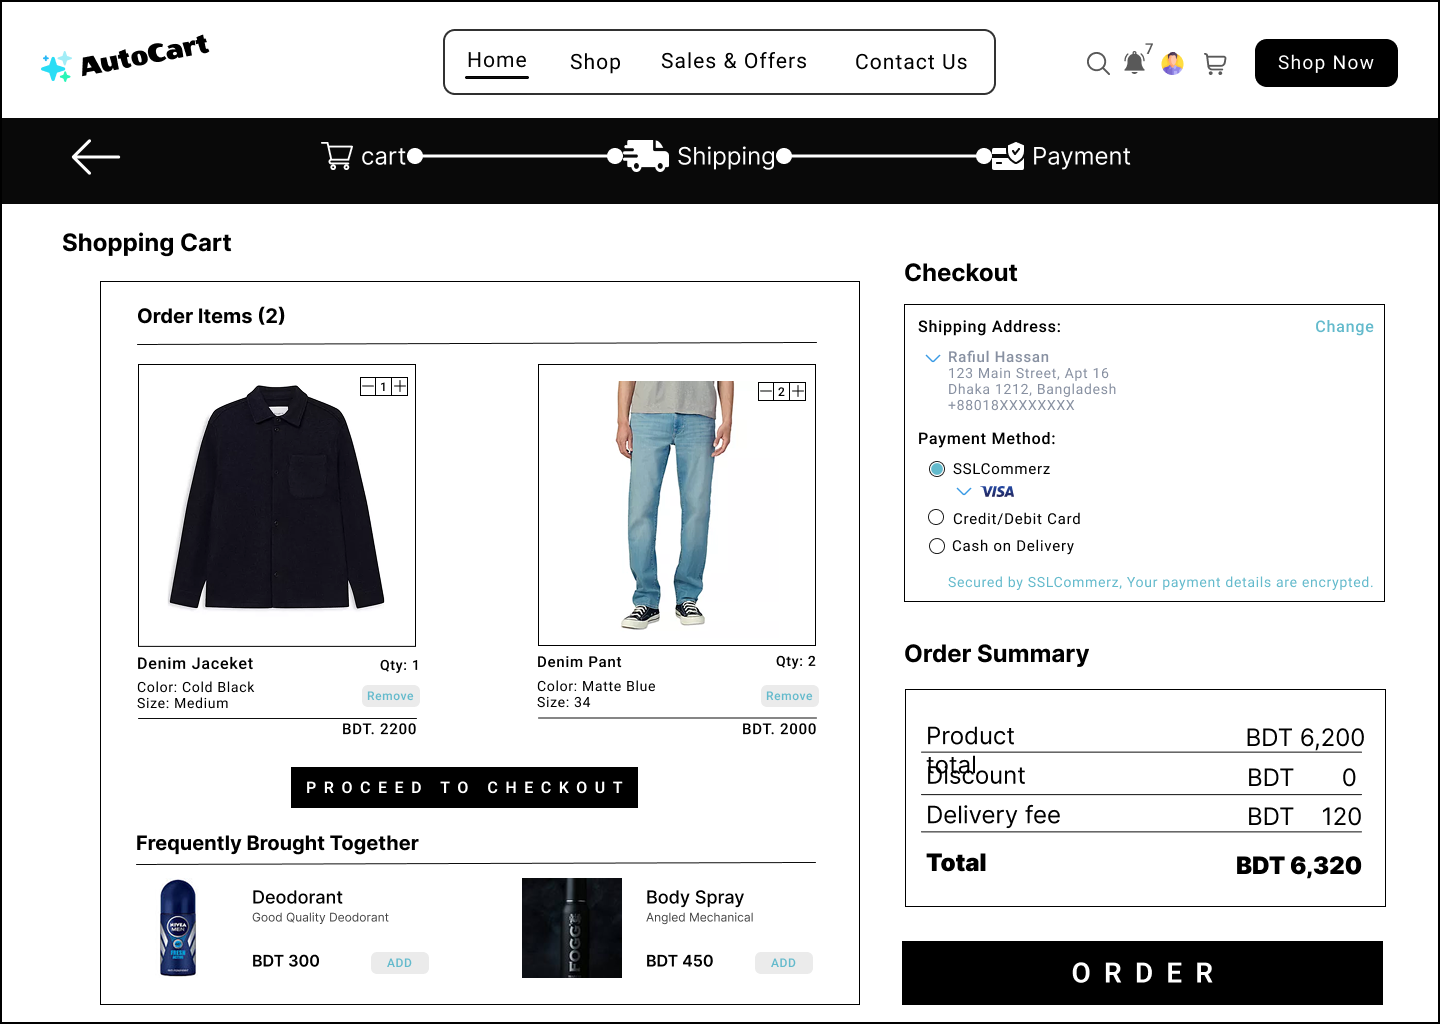 AutoCart
Home Shop Sales & Offers Contact Us
7
Shop Now
cart Shipping Payment
Shopping Cart
Order Items (2)
1
2
Denim Jaceket Qty: 1
Color: Cold Black
Size: Medium
Remove
BDT. 2200
Denim Pant Qty: 2
Color: Matte Blue
Size: 34
Remove
BDT. 2000
PROCEED TO CHECKOUT
Frequently Brought Together
NIVEA
MEN
FRESH
Deodorant
Good Quality Deodorant
BDT 300 ADD
FOGG
Body Spray
Angled Mechanical
BDT 450 ADD
Checkout
Shipping Address: Change
Rafiul Hassan
123 Main Street, Apt 16
Dhaka 1212, Bangladesh
+88018XXXXXXXX
Payment Method:
SSLCommerz
VISA
Credit/Debit Card
Cash on Delivery
Secured by SSLCommerz, Your payment details are encrypted.
Order Summary
Product total BDT 6,200
Discount BDT 0
Delivery fee BDT 120
Total BDT 6,320
ORDER